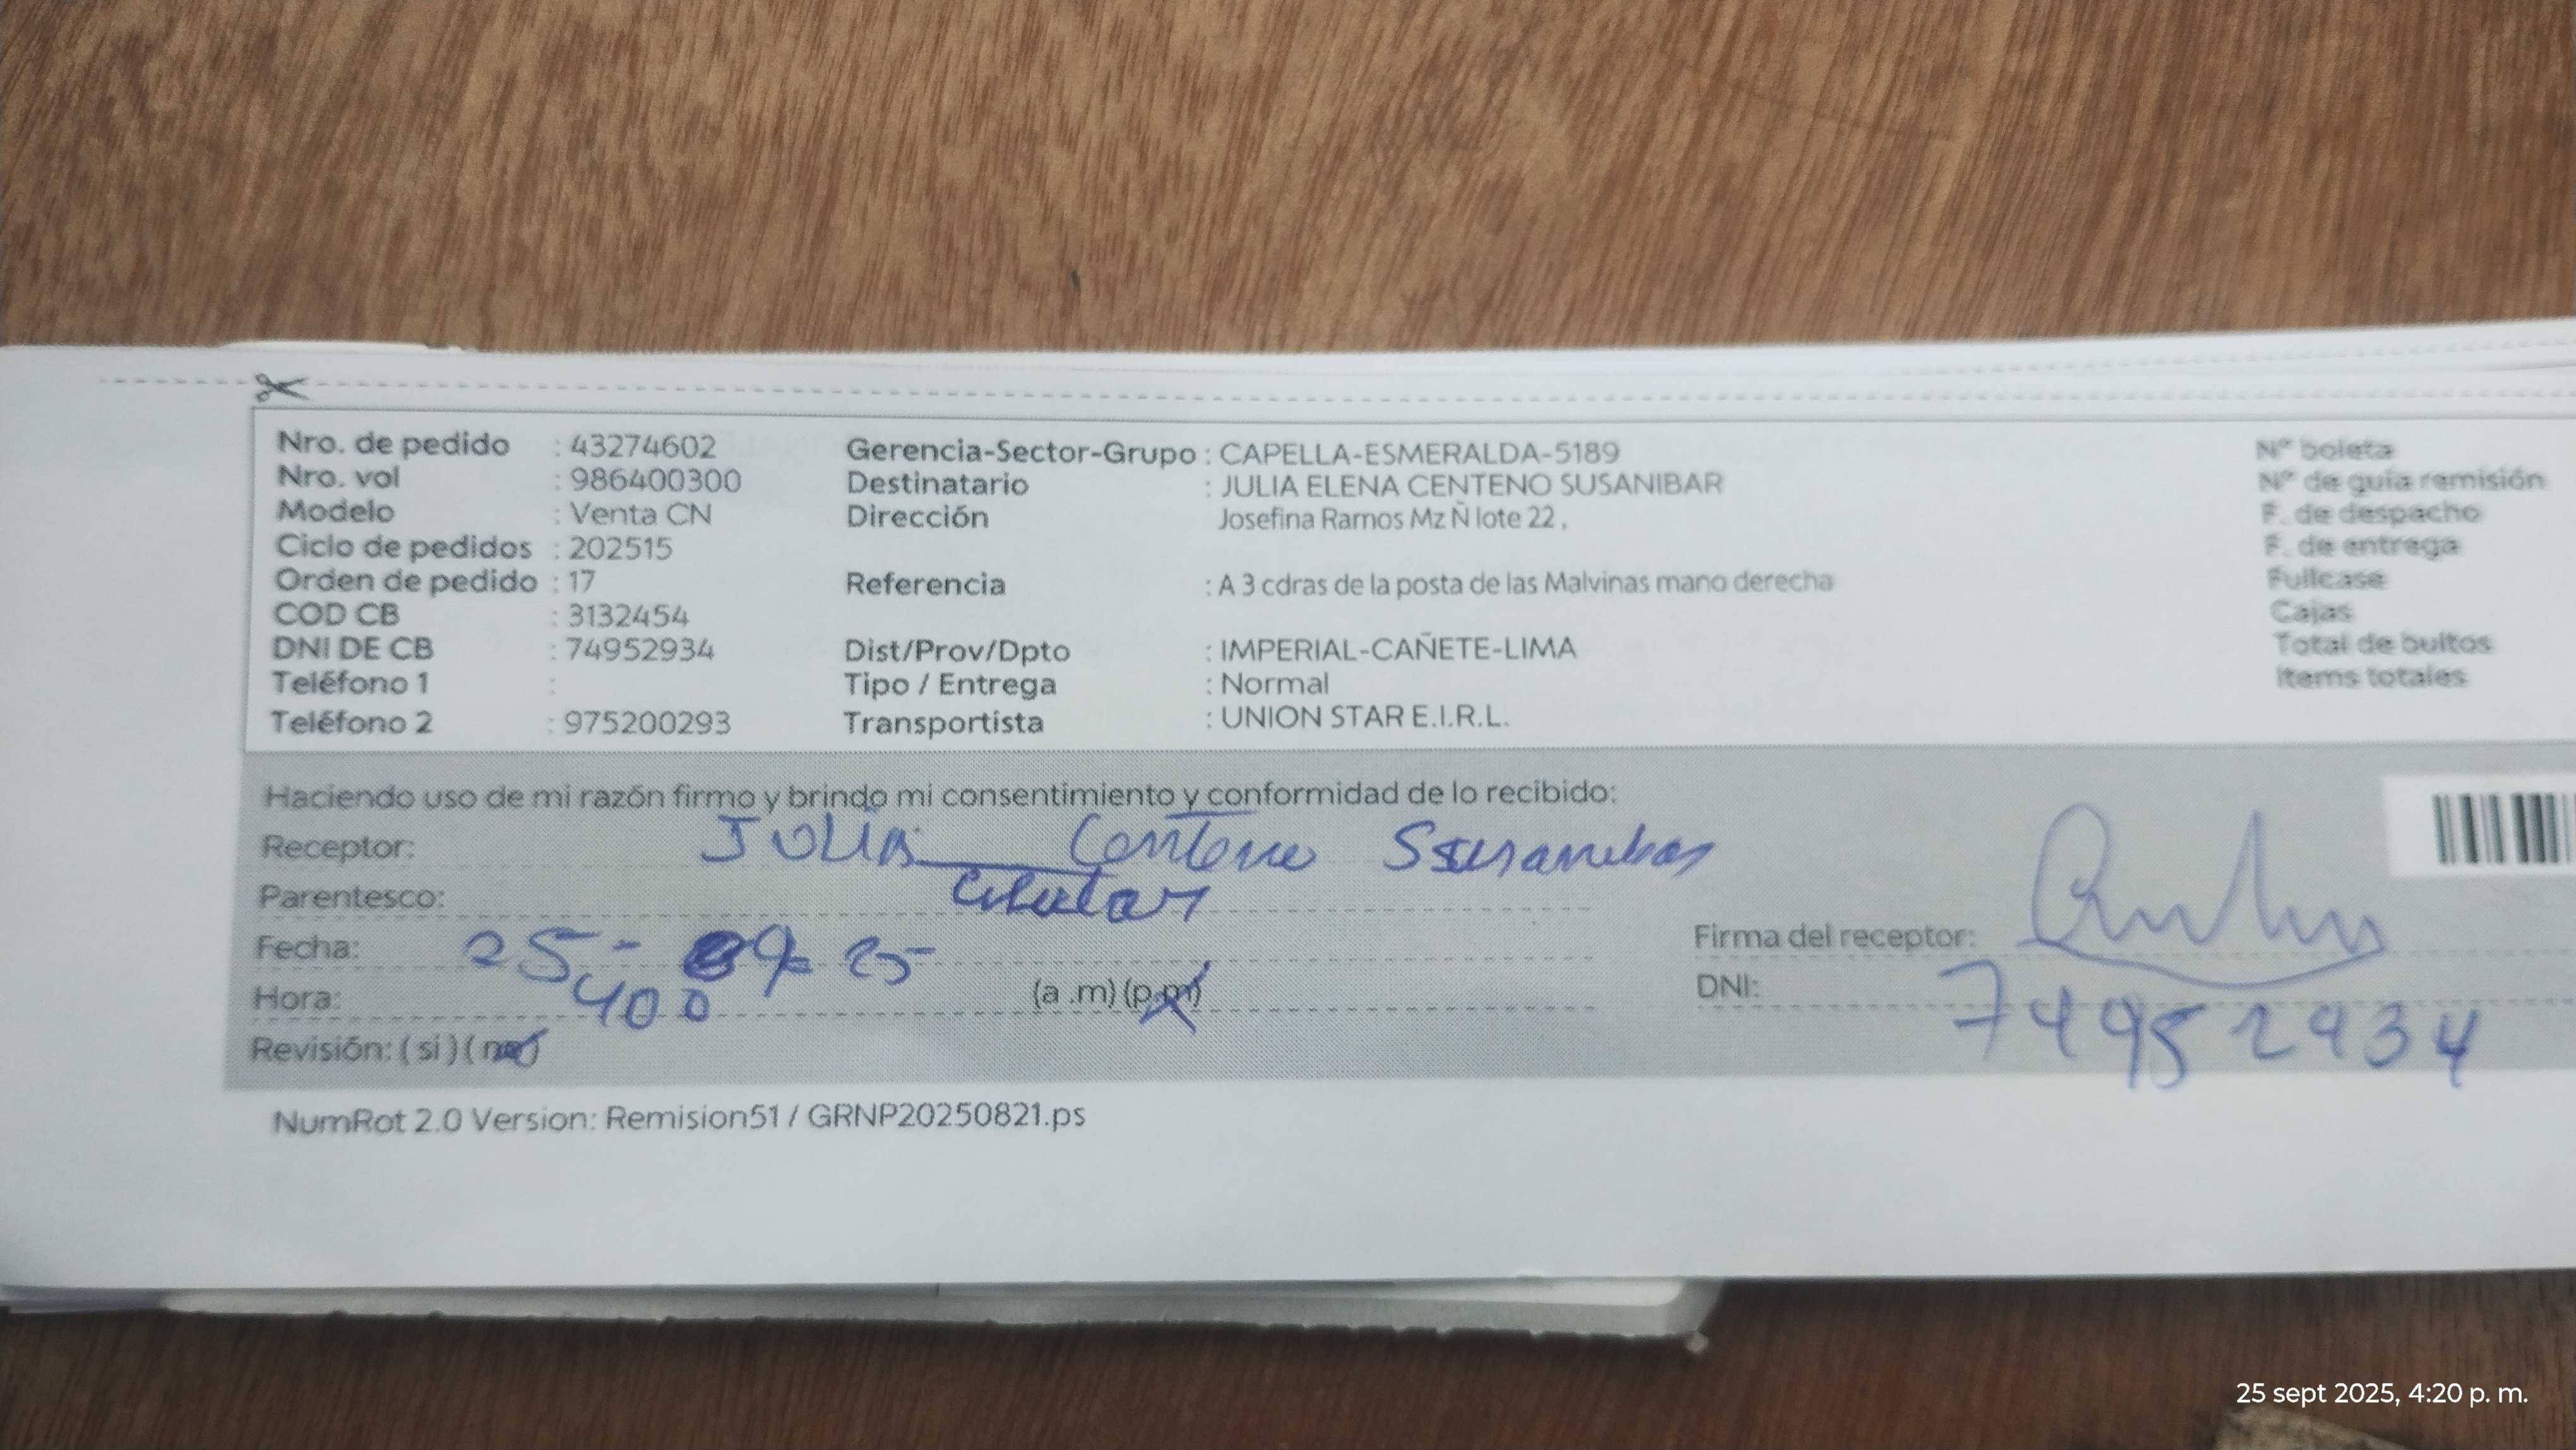 Nro. de pedido : 43274602 Gerencia-Sector-Grupo : CAPELLA-ESMERALDA-5189 N° boleta
Nro. vol : 986400300 Destinatario : JULIA ELENA CENTENO SUSANIBAR N° de guía remisión
Modelo : Venta CN Dirección Josefina Ramos Mz Ñ lote 22 , F. de despacho
Ciclo de pedidos : 202515 F. de entrega
Orden de pedido : 17 Referencia : A 3 cdras de la posta de las Malvinas mano derecha Fullcase
COD CB : 3132454 Cajas
DNI DE CB : 74952934 Dist/Prov/Dpto : IMPERIAL-CAÑETE-LIMA Total de bultos
Teléfono 1 : Tipo / Entrega : Normal Items totales
Teléfono 2 : 975200293 Transportista : UNION STAR E.I.R.L.
Haciendo uso de mi razón firmo y brindo mi consentimiento y conformidad de lo recibido:
Receptor: Julia Centeno Susanibar
Parentesco: titular
Fecha: 25-09-25 Firma del receptor:
Hora: 400 (a .m) (p.m) DNI: 74952934
Revisión: ( si ) ( no )
NumRot 2.0 Version: Remision51 / GRNP20250821.ps
25 sept 2025, 4:20 p. m.